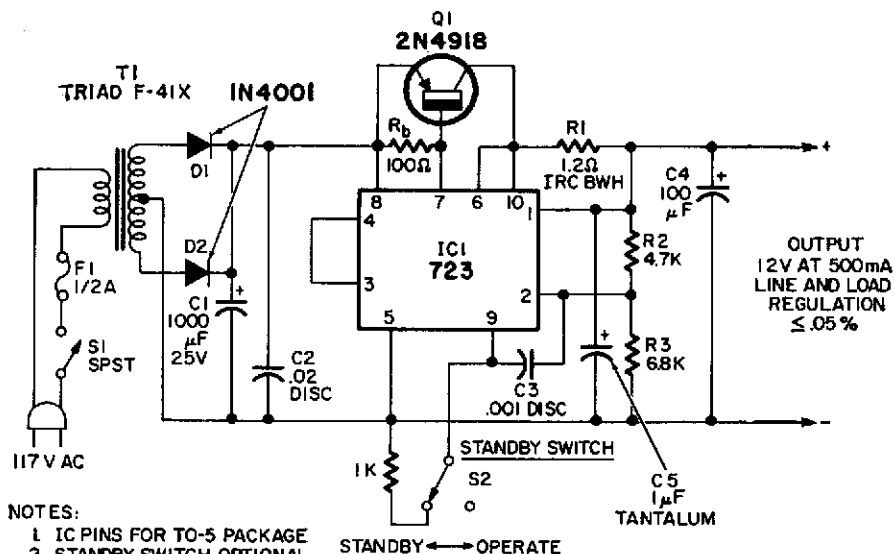 Q1
2N4918
T1
TRIAD F-41X
1N4001
D1
Rb
100Ω
R1
1.2Ω
IRC BWH
C4
100
μF
+
+
8
7
6
10
4
3
1
2
IC1
723
5
9
D2
F1
1/2A
S1
SPST
C1
1000
μF
25V
+
C2
.02
DISC
C3
.001 DISC
+
R2
4.7K
R3
6.8K
OUTPUT
12V AT 500mA
LINE AND LOAD
REGULATION
≤.05%
-
117 V AC
1K
STANDBY SWITCH
S2
C5
1μF
TANTALUM
NOTES:
1. IC PINS FOR TO-5 PACKAGE
2. STANDBY SWITCH OPTIONAL
STANDBY ↔ OPERATE